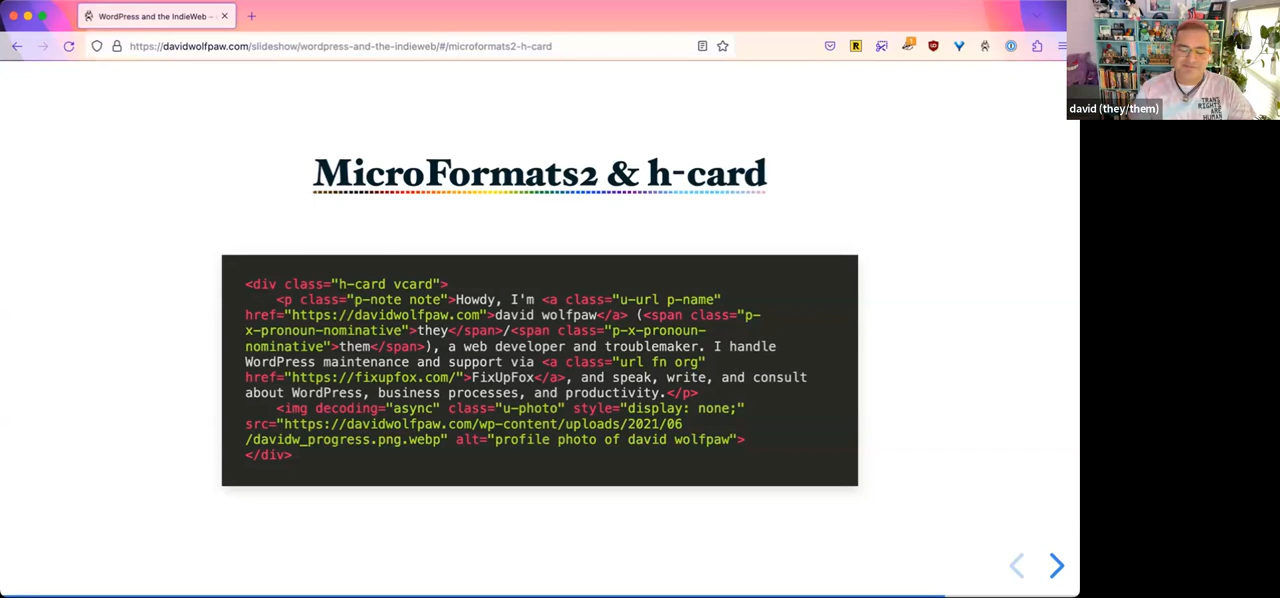 WordPress and the IndieWeb –
https://davidwolfpaw.com/slideshow/wordpress-and-the-indieweb/#/microformats2-h-card
david (they/them)
TRANS
RIGHTS
ARE
HUMAN
MicroFormats2 & h-card
<div class="h-card vcard">
<p class="p-note note">Howdy, I'm <a class="u-url p-name"
href="https://davidwolfpaw.com">david wolfpaw</a> (<span class="p-
x-pronoun-nominative">they</span>/<span class="p-x-pronoun-
nominative">them</span>), a web developer and troublemaker. I handle
WordPress maintenance and support via <a class="url fn org"
href="https://fixupfox.com/">FixUpFox</a>, and speak, write, and consult
about WordPress, business processes, and productivity.</p>
<img decoding="async" class="u-photo" style="display: none;"
src="https://davidwolfpaw.com/wp-content/uploads/2021/06
/davidw_progress.png.webp" alt="profile photo of david wolfpaw">
</div>